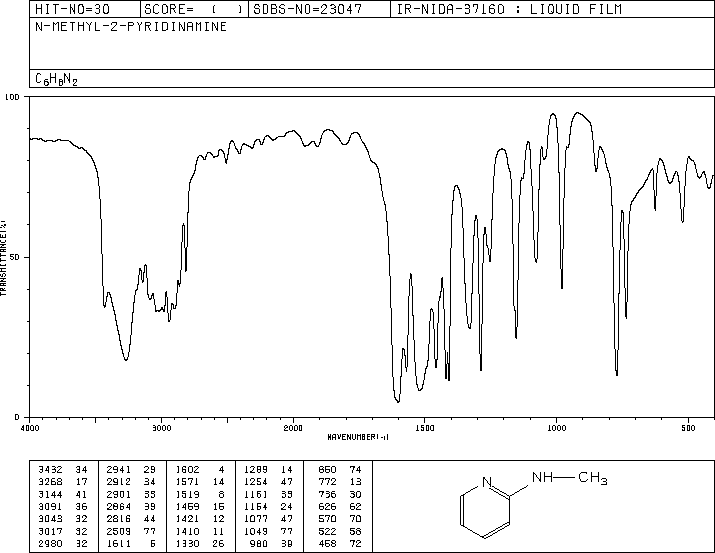 HIT-NO=30 SCORE= ( ) SDBS-NO=23047 IR-NIDA-37160 : LIQUID FILM
N-METHYL-2-PYRIDINAMINE
C6H8N2
100
TRANSMITTANCE(%)
50
0
4000 3000 2000 1500 1000 500
WAVENUMBER(-1)
3432 34 2941 29 1602 4 1289 14 850 74
3268 17 2912 34 1571 14 1254 47 772 13
3144 41 2901 33 1519 8 1161 39 736 30
3091 36 2864 39 1459 15 1154 24 626 62
3043 32 2816 44 1421 12 1077 47 570 70
3017 32 2509 77 1410 11 1049 77 522 58
2980 32 1611 5 1330 26 980 39 458 72
N NH CH3